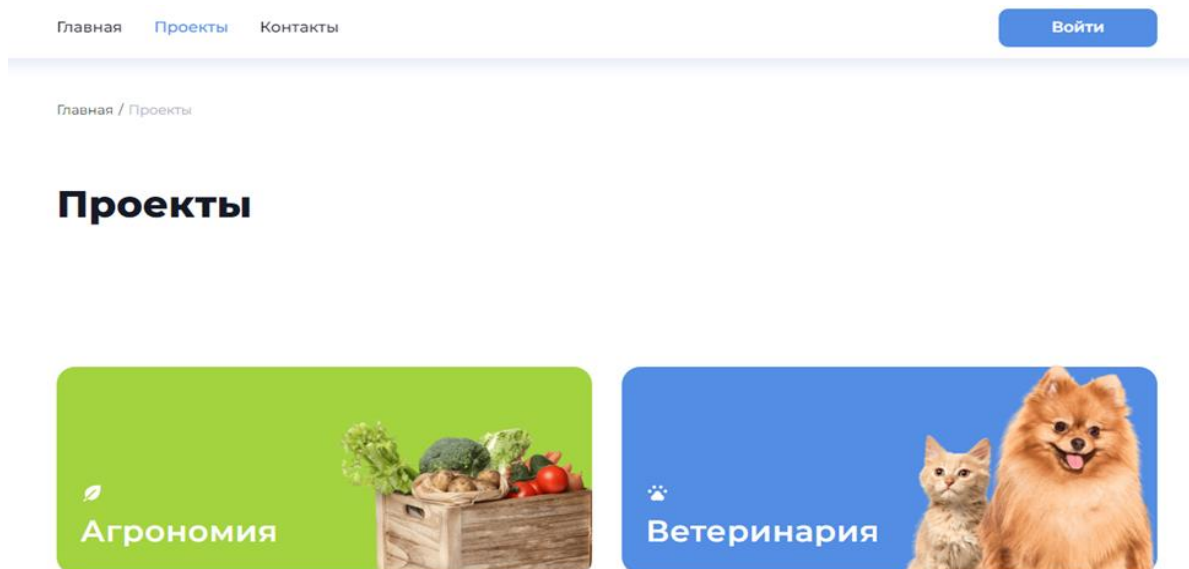 Главная Проекты Контакты Войти
Главная / Проекты
Проекты
Агрономия
Ветеринария